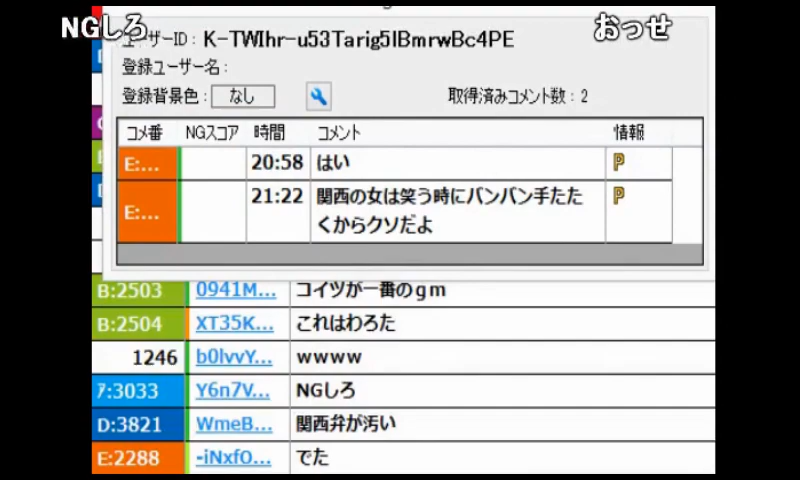 NGしろ
おっせ
ーザーID : K-TWIhr-u53Tarig5IBmrwBc4PE
登録ユーザー名 :
登録背景色 : なし
取得済みコメント数 : 2
コメ番 NGスコア 時間 コメント 情報
E:... 20:58 はい P
E:... 21:22 関西の女は笑う時にバンバン手たた P
くからクソだよ
B:2503 0941M... コイツが一番のgm
B:2504 XT35K... これはわろた
1246 b0lvvY... wwww
ｱ:3033 Y6n7V... NGしろ
D:3821 WmeB... 関西弁が汚い
E:2288 -iNxfO... でた